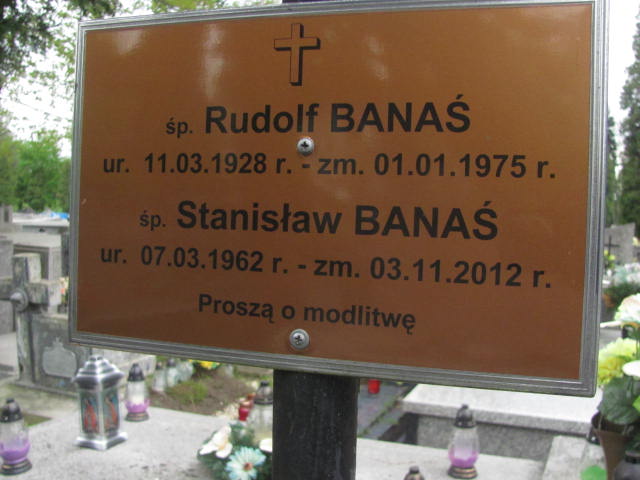 śp. Rudolf BANAŚ
ur. 11.03.1928 r. - zm. 01.01.1975 r.
śp. Stanisław BANAŚ
ur. 07.03.1962 r. - zm. 03.11.2012 r.
Proszą o modlitwę